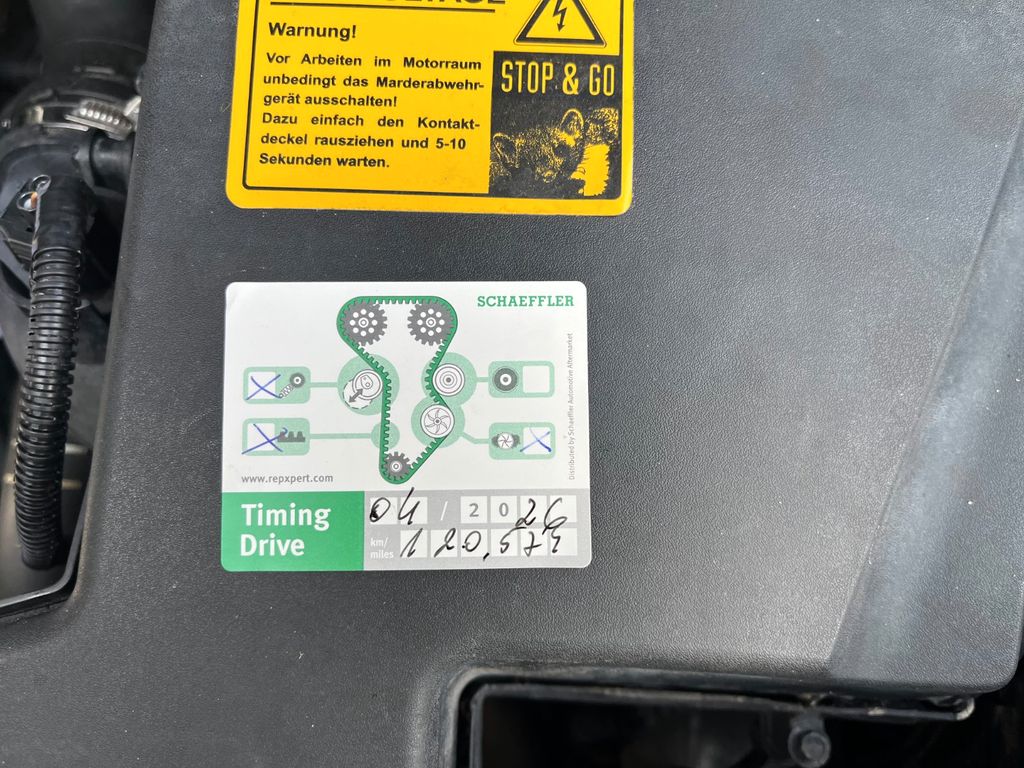 Warnung!
Vor Arbeiten im Motorraum
unbedingt das Marderabwehr-
gerät ausschalten!
Dazu einfach den Kontakt-
deckel rausziehen und 5-10
Sekunden warten.
STOP & GO
SCHAEFFLER
Distributed by Schaeffler Automotive Aftermarket
www.repxpert.com
Timing
Drive
04 / 2026
km/
miles
120,573